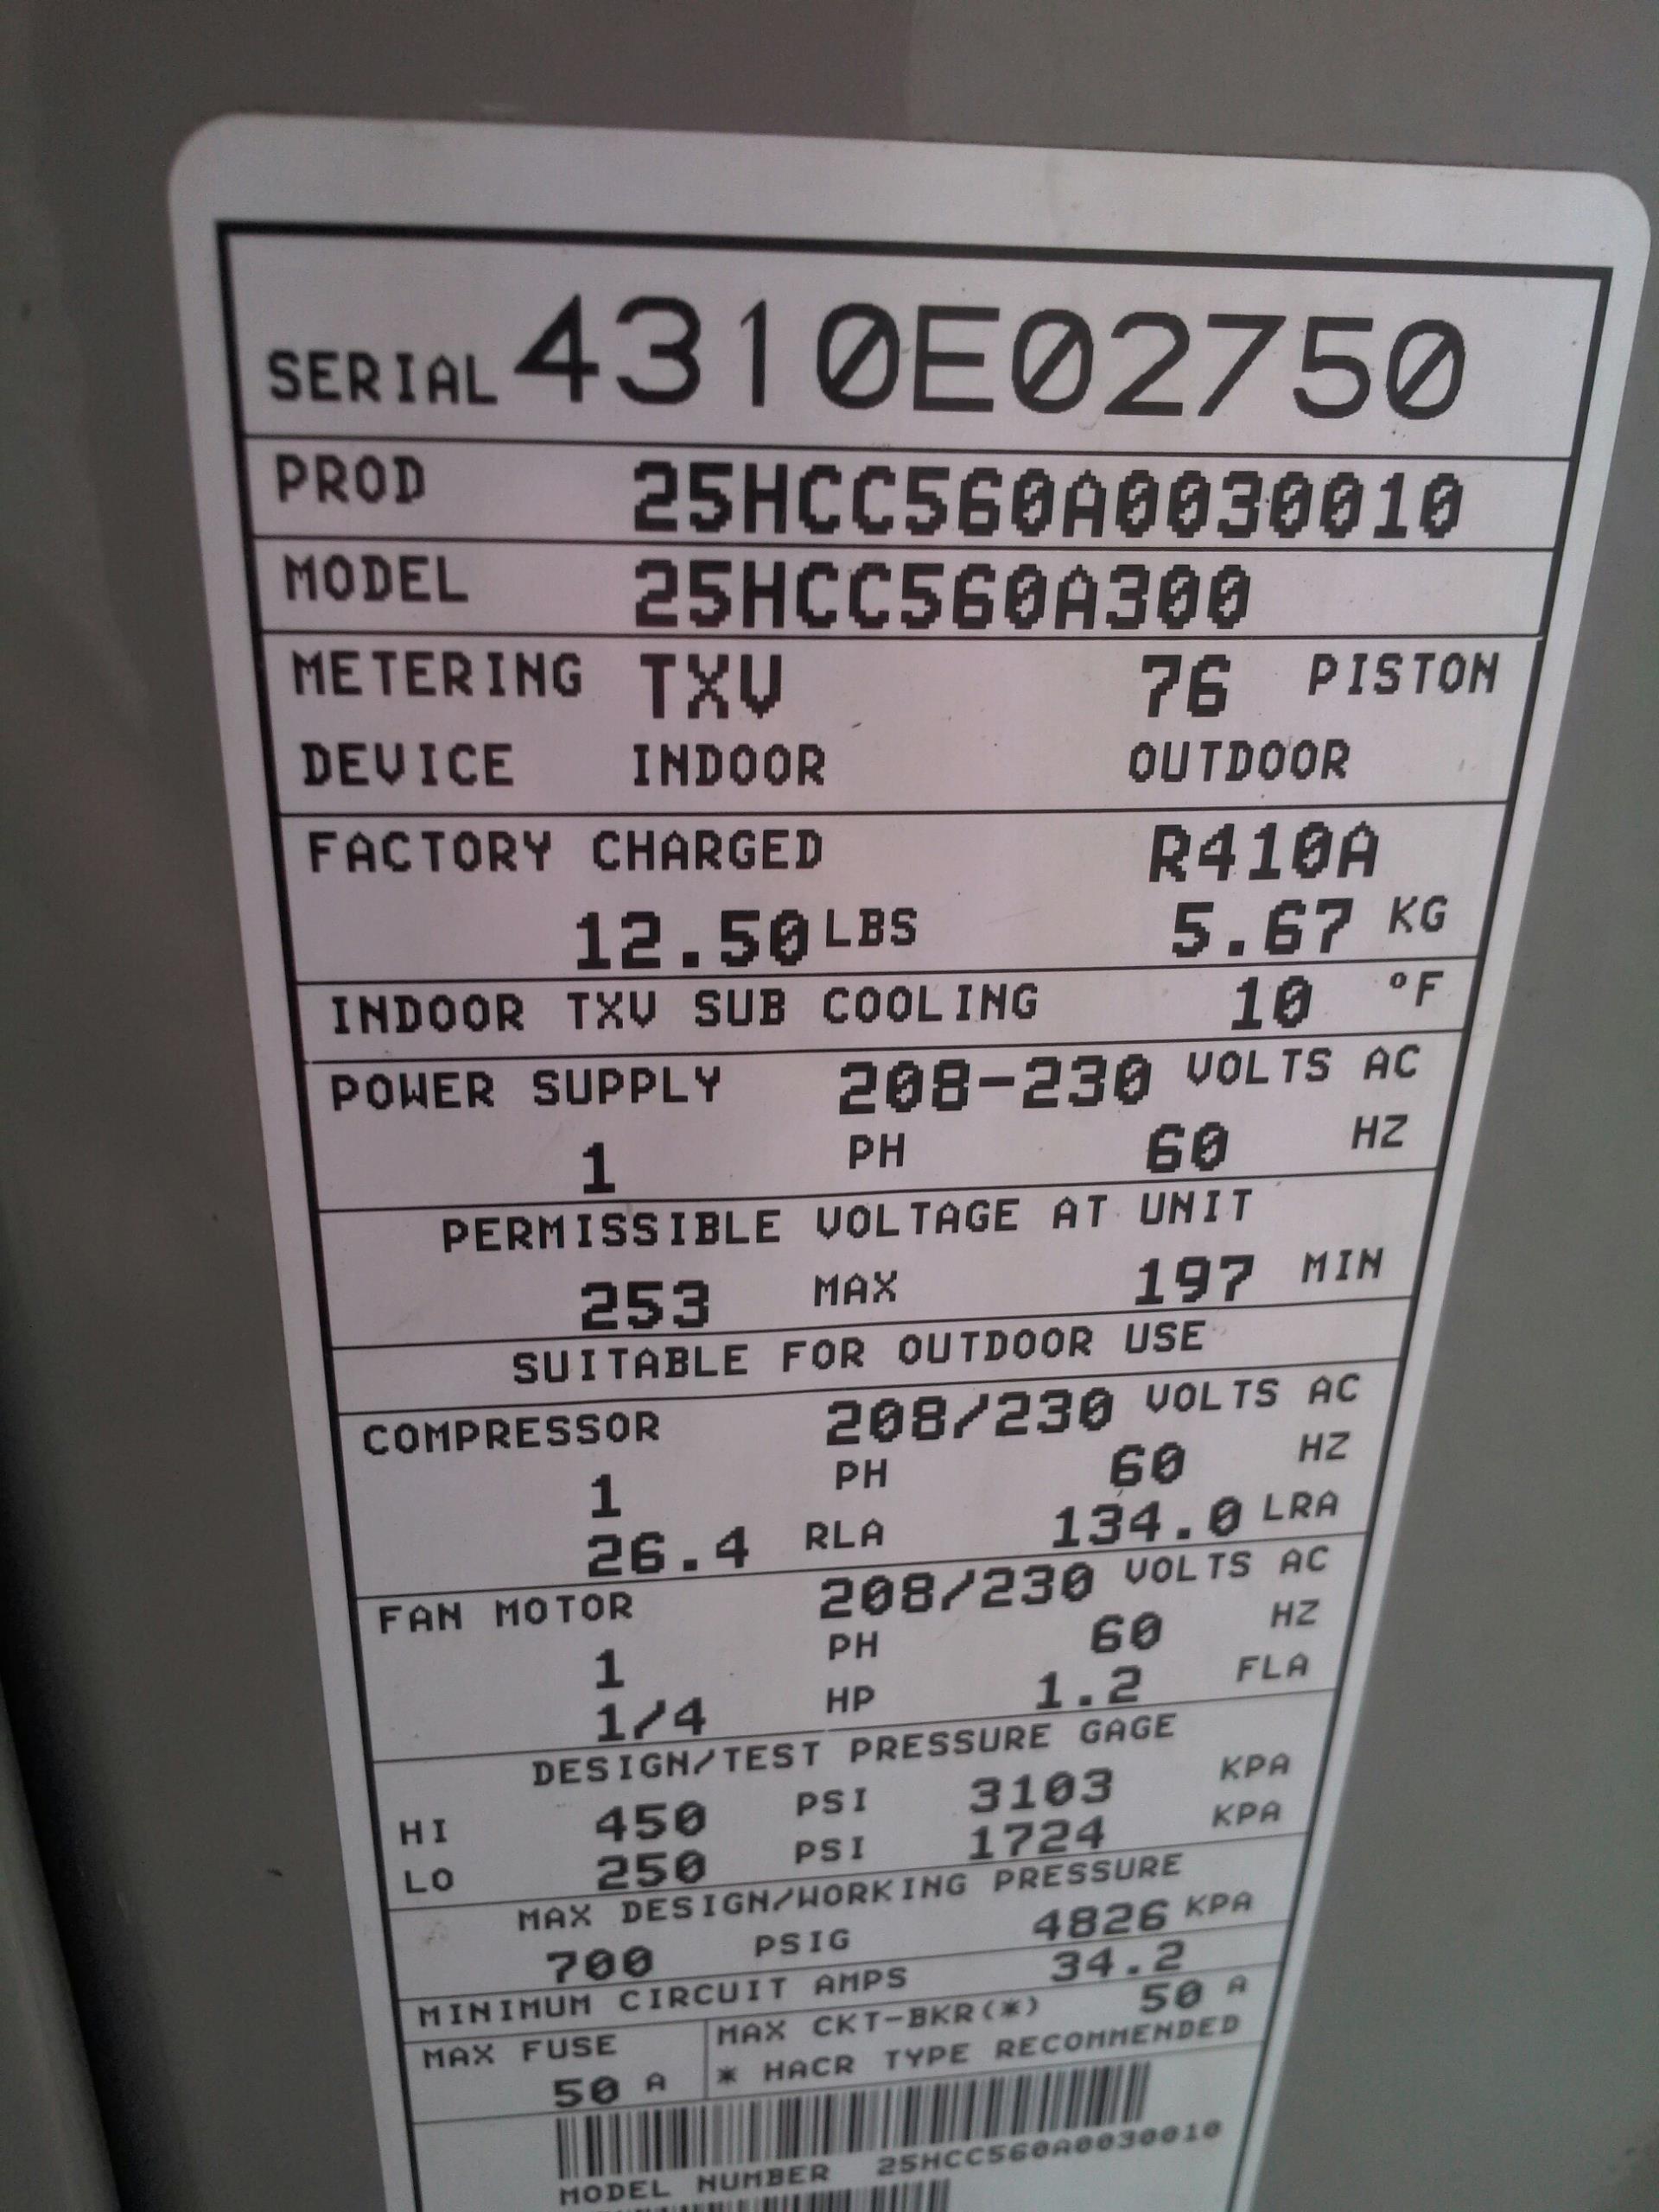 SERIAL 4310E02750
PROD 25HCC560A0030010
MODEL 25HCC560A300
METERING TXV 76 PISTON
DEVICE INDOOR OUTDOOR
FACTORY CHARGED R410A
12.50 LBS 5.67 KG
INDOOR TXV SUB COOLING 10 °F
POWER SUPPLY 208-230 VOLTS AC
1 PH 60 HZ
PERMISSIBLE VOLTAGE AT UNIT
253 MAX 197 MIN
SUITABLE FOR OUTDOOR USE
COMPRESSOR 208/230 VOLTS AC
1 PH 60 HZ
26.4 RLA 134.0 LRA
FAN MOTOR 208/230 VOLTS AC
1 PH 60 HZ
1/4 HP 1.2 FLA
DESIGN/TEST PRESSURE GAGE
HI 450 PSI 3103 KPA
LO 250 PSI 1724 KPA
MAX DESIGN/WORKING PRESSURE
700 PSIG 4826 KPA
MINIMUM CIRCUIT AMPS 34.2
MAX FUSE MAX CKT-BKR(*) 50 A
50 A * HACR TYPE RECOMMENDED
MODEL NUMBER 25HCC560A0030010